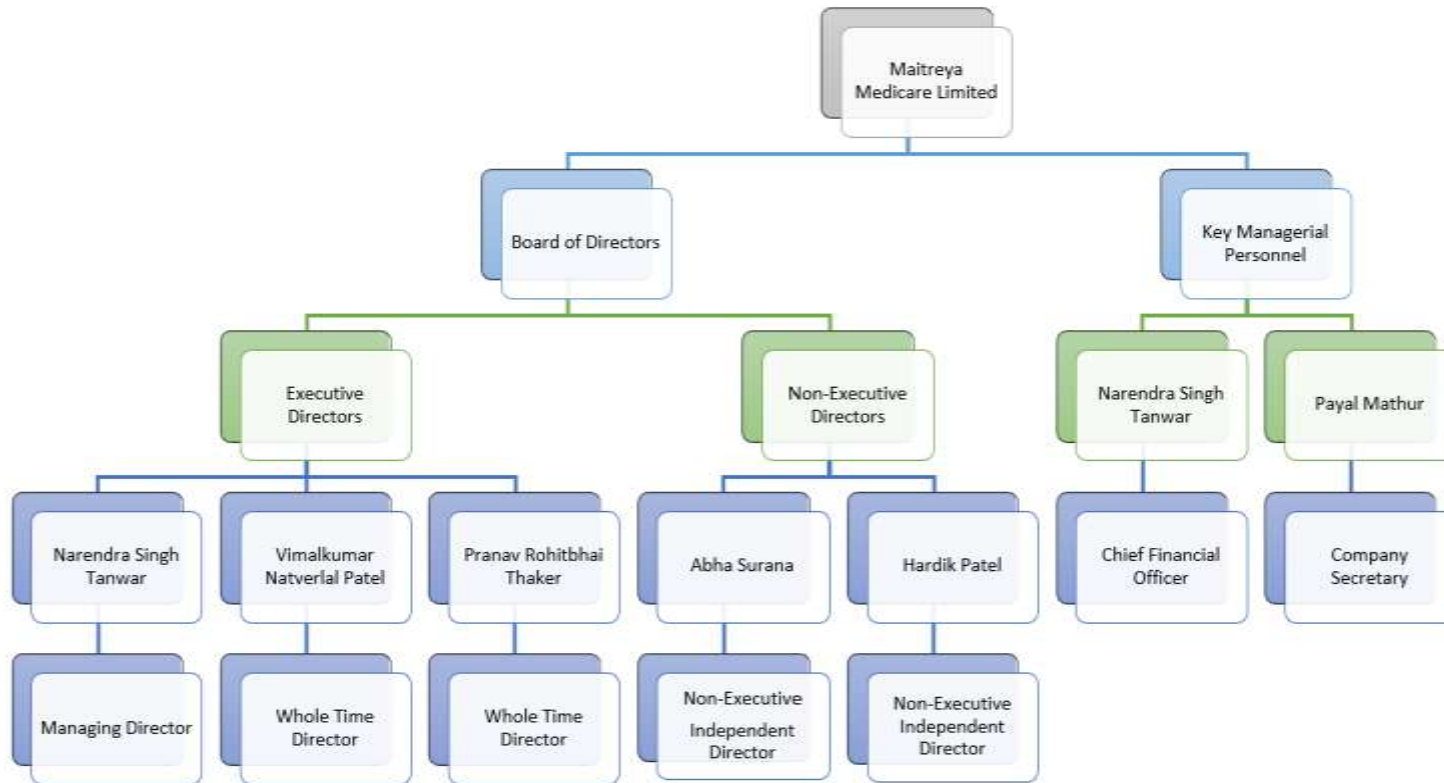 Maitreya
Medicare Limited
Board of Directors
Key Managerial
Personnel
Executive
Directors
Non-Executive
Directors
Narendra Singh
Tanwar
Payal Mathur
Narendra Singh
Tanwar
Vimalkumar
Natverlal Patel
Pranav Rohitbhai
Thaker
Abha Surana
Hardik Patel
Chief Financial
Officer
Company
Secretary
Managing Director
Whole Time
Director
Whole Time
Director
Non-Executive
Independent
Director
Non-Executive
Independent
Director